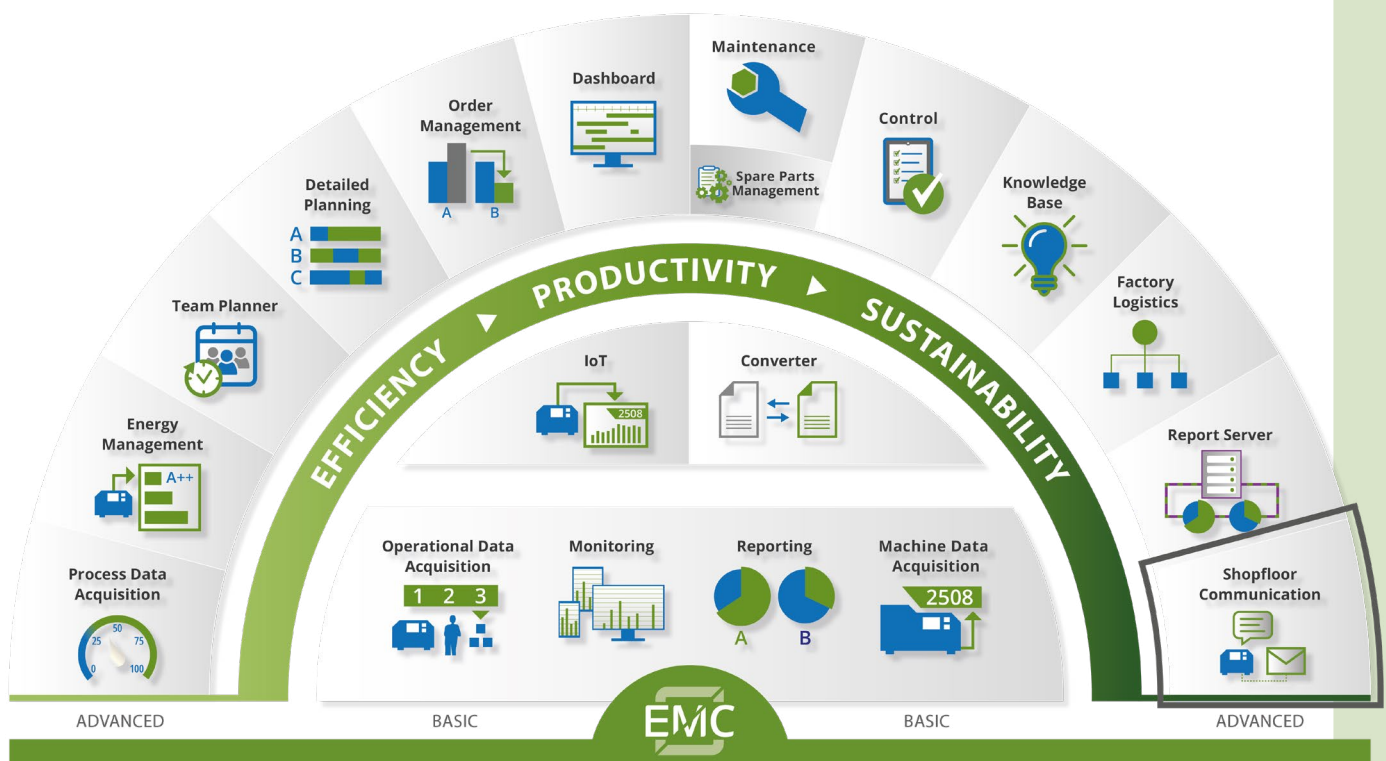 Maintenance
Dashboard
Order
Management
A
B
Control
Spare Parts
Management
Detailed
Planning
A
B
C
Knowledge
Base
Team Planner
Factory
Logistics
Energy
Management
A++
Report Server
Process Data
Acquisition
0
25
50
75
100
Shopfloor
Communication
EFFICIENCY
PRODUCTIVITY
SUSTAINABILITY
IoT
2508
Converter
Operational Data
Acquisition
1 2 3
Monitoring
Reporting
A
B
Machine Data
Acquisition
2508
ADVANCED
BASIC
EMC
BASIC
ADVANCED